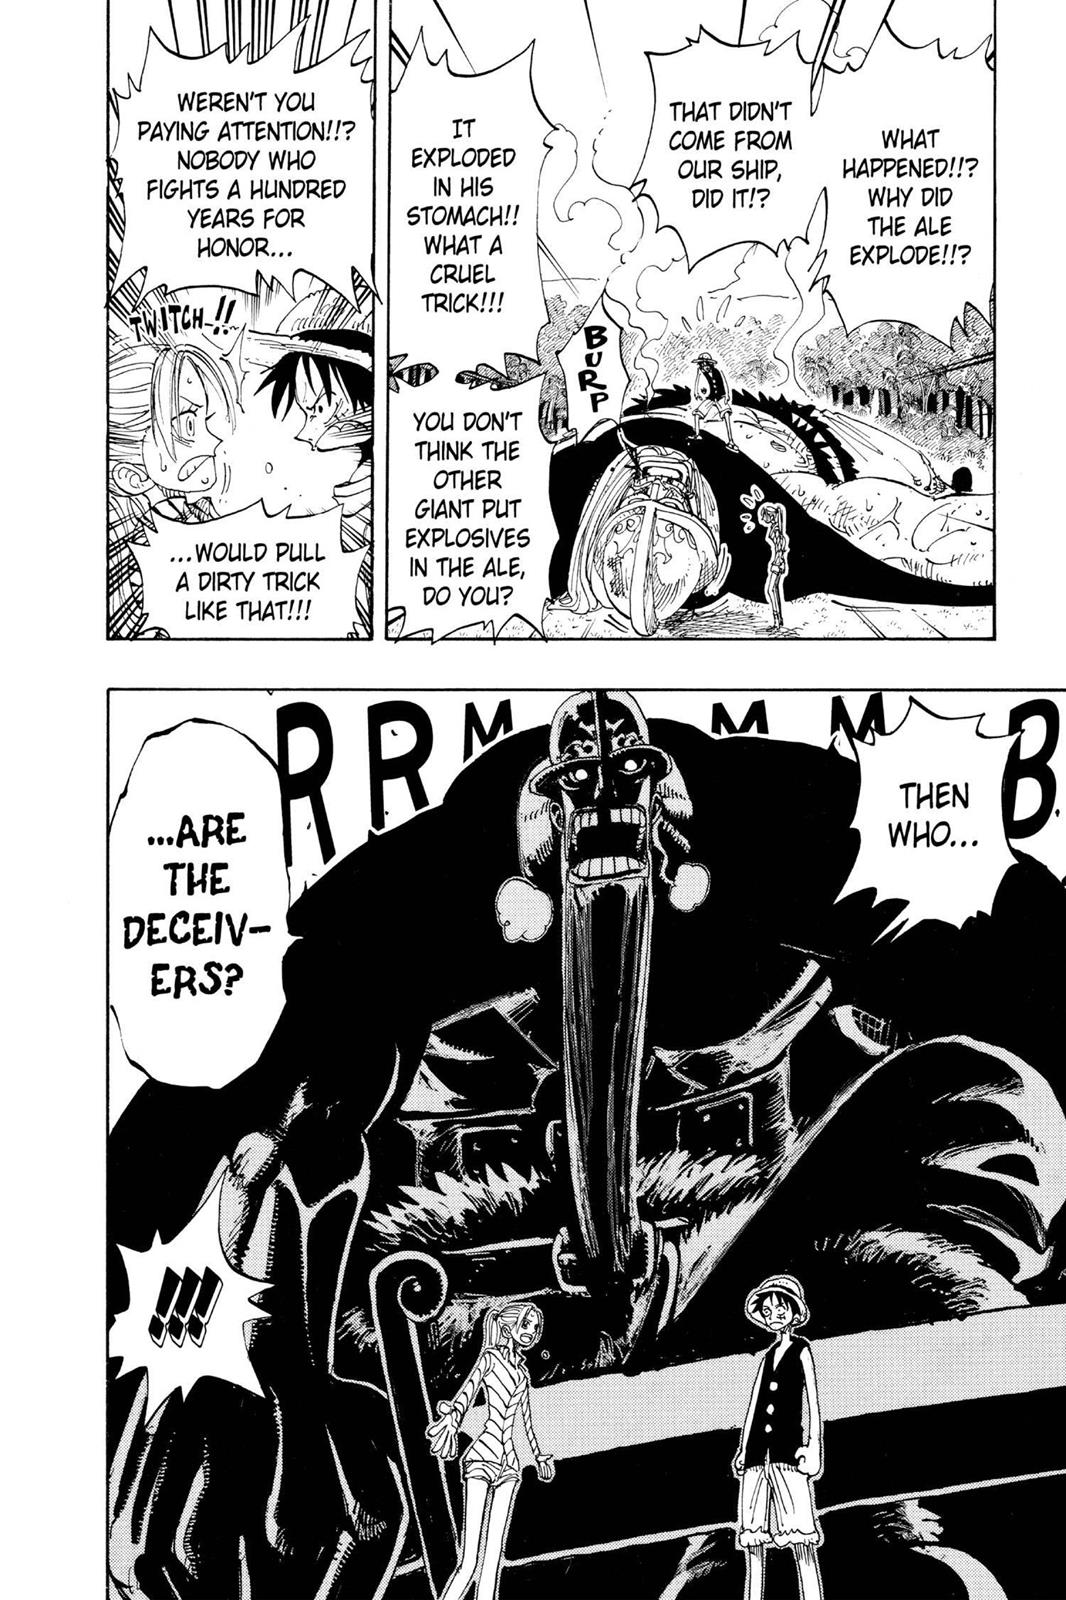 WHAT
HAPPENED!!?
WHY DID
THE ALE
EXPLODE!!?
THAT DIDN'T
COME FROM
OUR SHIP,
DID IT!?
BURP
IT
EXPLODED
IN HIS
STOMACH!!
WHAT A
CRUEL
TRICK!!!
YOU DON'T
THINK THE
OTHER
GIANT PUT
EXPLOSIVES
IN THE ALE,
DO YOU?
WEREN'T YOU
PAYING ATTENTION!!?
NOBODY WHO
FIGHTS A HUNDRED
YEARS FOR
HONOR...
TWITCH-!!
...WOULD PULL
A DIRTY TRICK
LIKE THAT!!!
RRMMMMB
THEN
WHO...
...ARE
THE
DECEIV-
ERS?
!!!